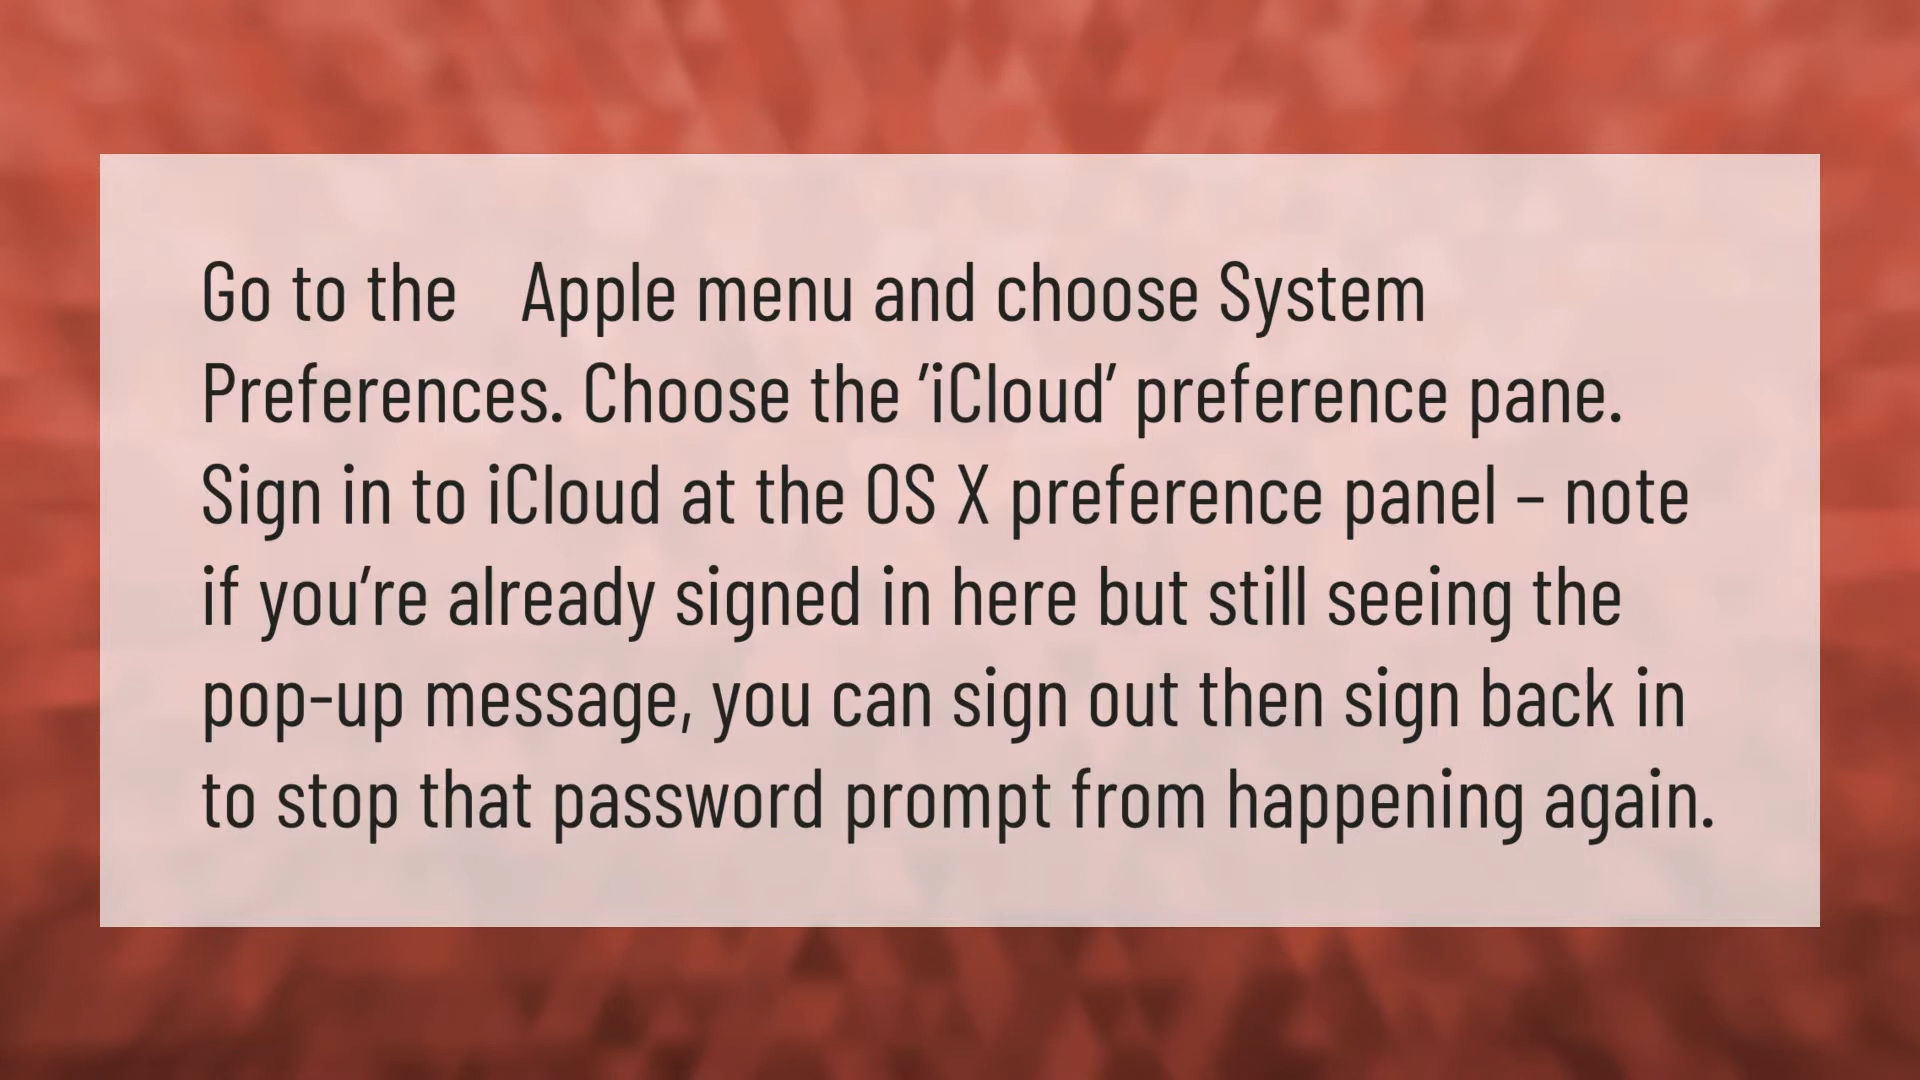 Go to the    Apple menu and choose System
Preferences. Choose the ’iCloud’ preference pane.
Sign in to iCloud at the OS X preference panel – note
if you’re already signed in here but still seeing the
pop-up message, you can sign out then sign back in
to stop that password prompt from happening again.